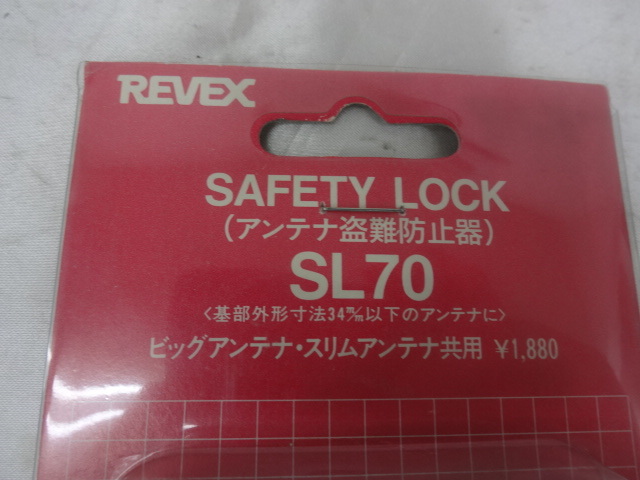 REVEX
SAFETY LOCK
(アンテナ盗難防止器)
SL70
〈基部外形寸法34㎜以下のアンテナに〉
ビッグアンテナ・スリムアンテナ共用 ¥1,880